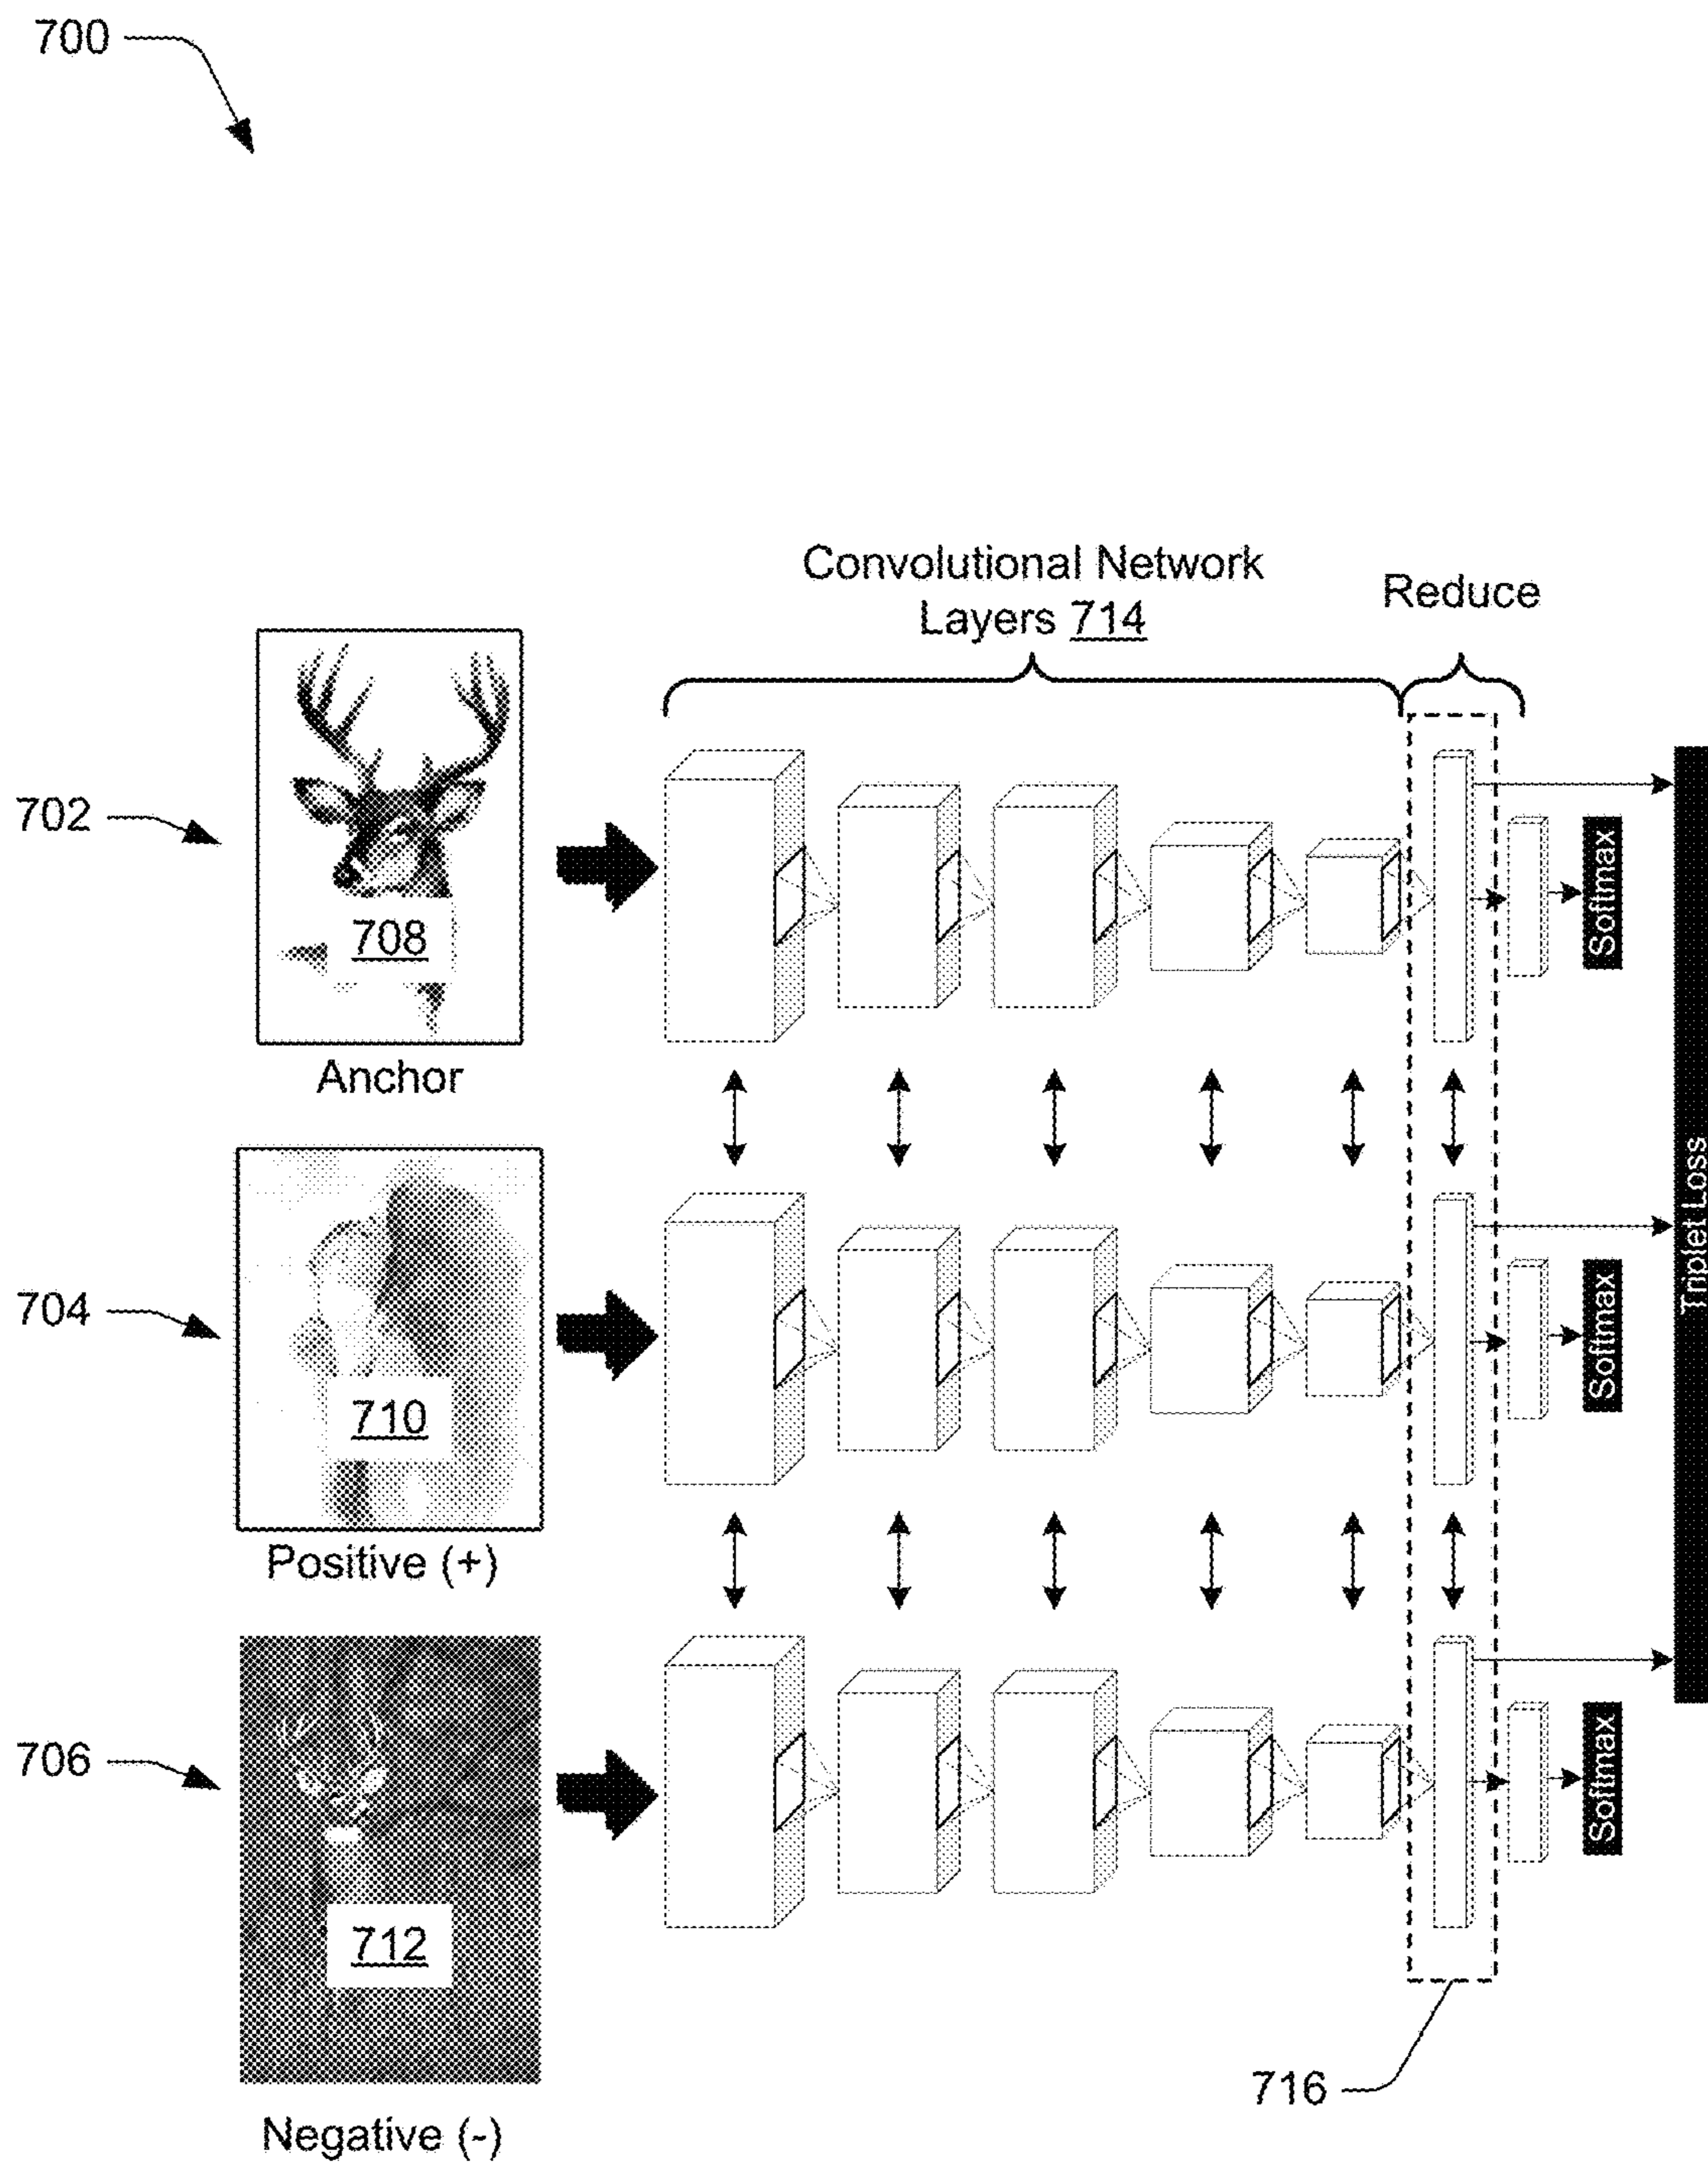 700
Convolutional Network
Layers 714
Reduce
702
708
Anchor
Softmax
704
710
Positive (+)
Softmax
Triplet Loss
706
712
Negative (-)
Softmax
716